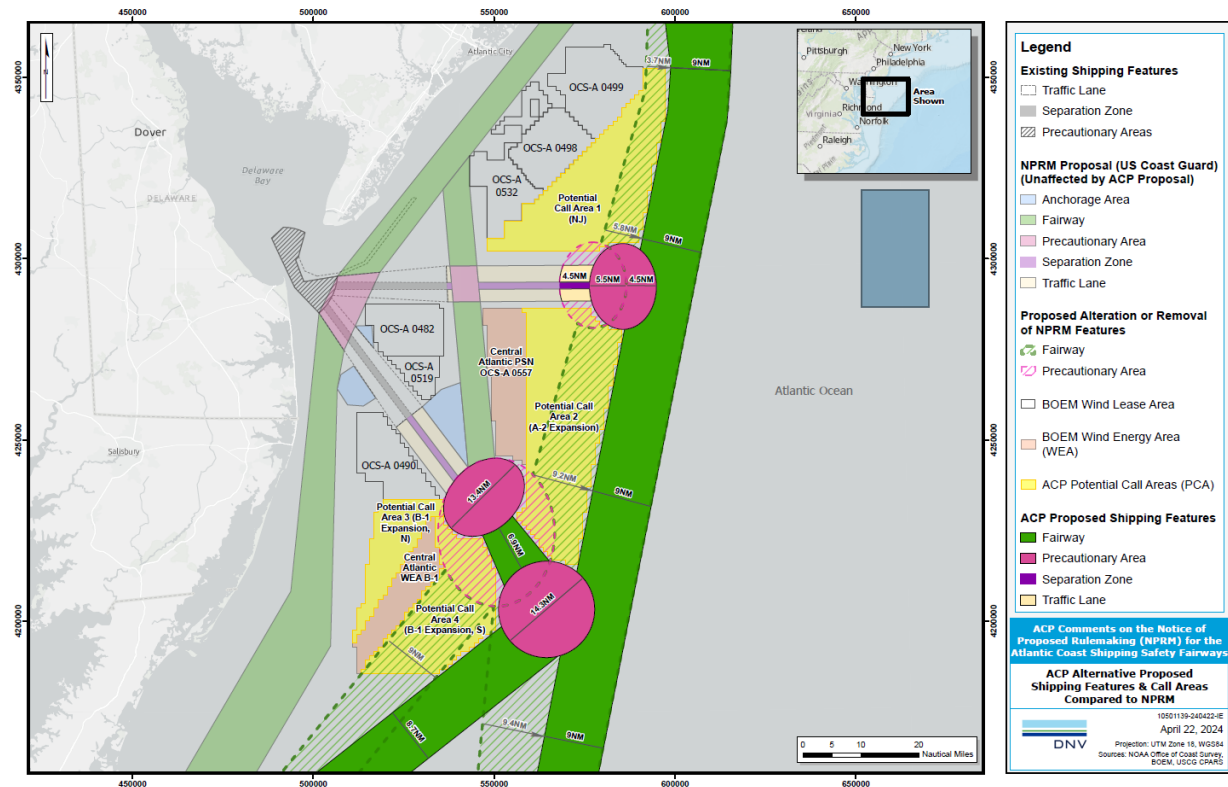 450000
500000
550000
600000
650000
4350000
4300000
4250000
4200000
4350000
4300000
4250000
4200000
450000
500000
550000
600000
650000
N
Atlantic City
Dover
Delaware
Bay
DELAWARE
Salisbury
Atlantic Ocean
OCS-A 0499
OCS-A 0498
OCS-A
0532
Potential
Call Area 1
(NJ)
3.7NM
9NM
5.8NM
9NM
4.5NM
5.5NM
4.5NM
OCS-A 0482
OCS-A
0519
Central
Atlantic PSN
OCS-A 0557
Potential Call
Area 2
(A-2 Expansion)
OCS-A 0490
13.4NM
9.2NM
9NM
Potential Call
Area 3 (B-1
Expansion,
N)
Central
Atlantic
WEA B-1
6.9NM
Potential Call
Area 4
(B-1 Expansion, S)
14.3NM
9NM
8.7NM
9.4NM
9NM
Pittsburgh
New York
Philadelphia
Washington
Area
Shown
Richmond
Virginia
Norfolk
Raleigh
0 5 10 20
Nautical Miles
Legend
Existing Shipping Features
Traffic Lane
Separation Zone
Precautionary Areas
NPRM Proposal (US Coast Guard)
(Unaffected by ACP Proposal)
Anchorage Area
Fairway
Precautionary Area
Separation Zone
Traffic Lane
Proposed Alteration or Removal
of NPRM Features
Fairway
Precautionary Area
BOEM Wind Lease Area
BOEM Wind Energy Area
(WEA)
ACP Potential Call Areas (PCA)
ACP Proposed Shipping Features
Fairway
Precautionary Area
Separation Zone
Traffic Lane
ACP Comments on the Notice of
Proposed Rulemaking (NPRM) for the
Atlantic Coast Shipping Safety Fairways
ACP Alternative Proposed
Shipping Features & Call Areas
Compared to NPRM
DNV
10501139-240422-IE
April 22, 2024
Projection: UTM Zone 18, WGS84
Sources: NOAA Office of Coast Survey,
BOEM, USCG CPARS